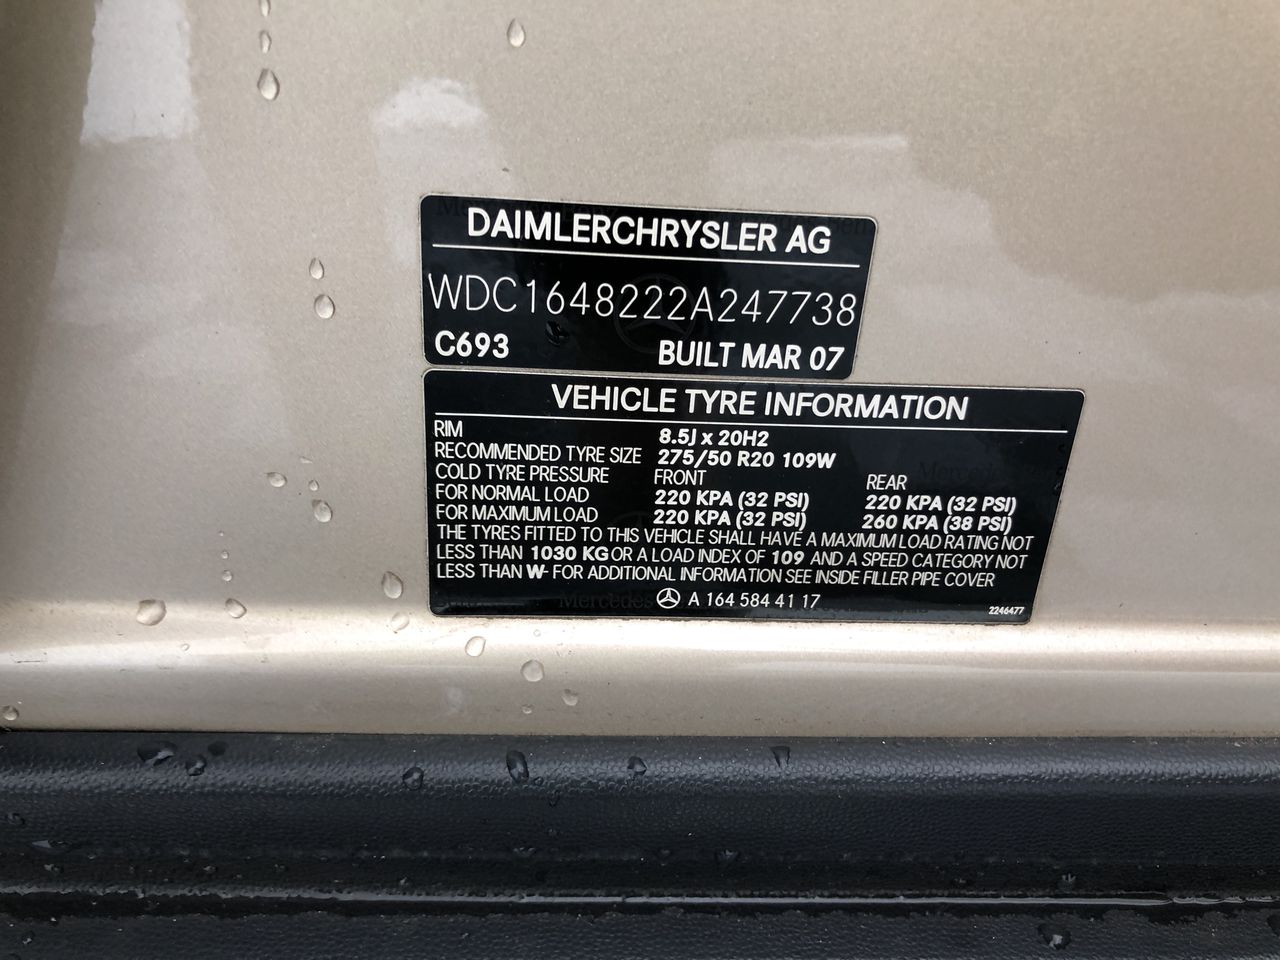 DAIMLERCHRYSLER AG
WDC1648222A247738
C693 BUILT MAR 07
VEHICLE TYRE INFORMATION
RIM 8.5J x 20H2
RECOMMENDED TYRE SIZE 275/50 R20 109W
COLD TYRE PRESSURE FRONT REAR
FOR NORMAL LOAD 220 KPA (32 PSI) 220 KPA (32 PSI)
FOR MAXIMUM LOAD 220 KPA (32 PSI) 260 KPA (38 PSI)
THE TYRES FITTED TO THIS VEHICLE SHALL HAVE A MAXIMUM LOAD RATING NOT
LESS THAN 1030 KG OR A LOAD INDEX OF 109 AND A SPEED CATEGORY NOT
LESS THAN W- FOR ADDITIONAL INFORMATION SEE INSIDE FILLER PIPE COVER
A 164 584 41 17 2246477